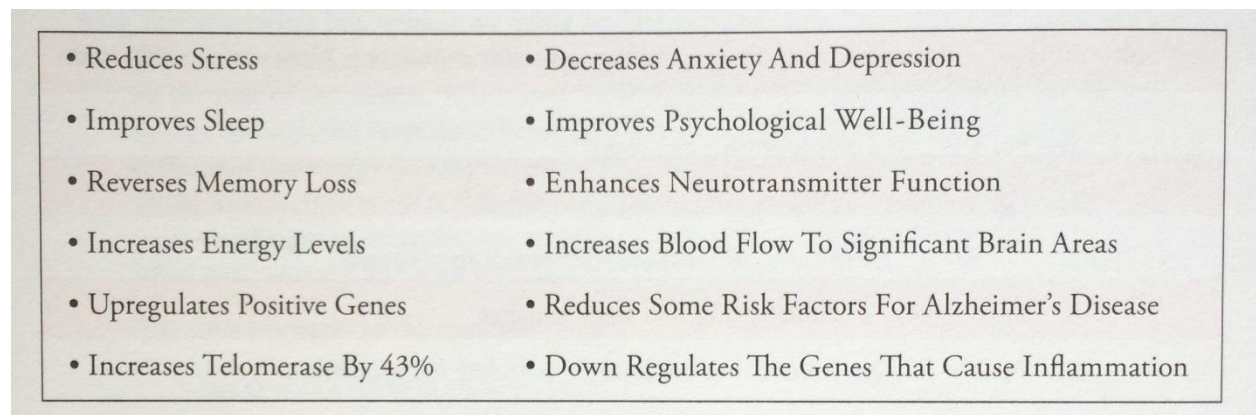 • Reduces Stress
• Improves Sleep
• Reverses Memory Loss
• Increases Energy Levels
• Upregulates Positive Genes
• Increases Telomerase By 43%
• Decreases Anxiety And Depression
• Improves Psychological Well-Being
• Enhances Neurotransmitter Function
• Increases Blood Flow To Significant Brain Areas
• Reduces Some Risk Factors For Alzheimer’s Disease
• Down Regulates The Genes That Cause Inflammation